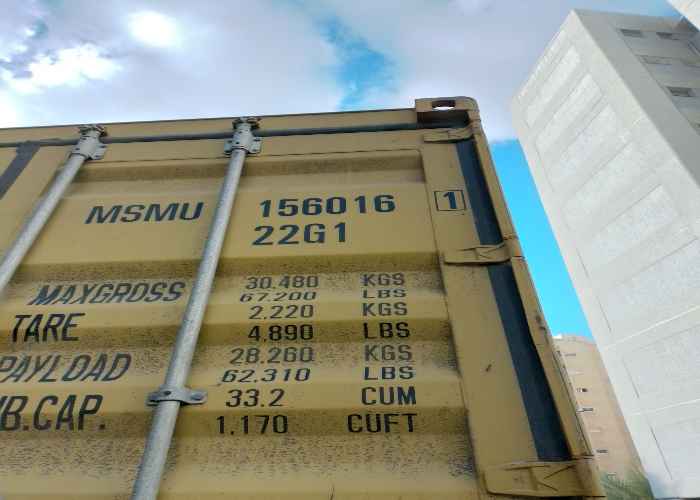 MSMU 156016 1
22G1
MAXGROSS 30.480 KGS
67.200 LBS
TARE 2.220 KGS
4.890 LBS
PAYLOAD 28.260 KGS
62,310 LBS
UB.CAP. 33.2 CUM
1.170 CUFT